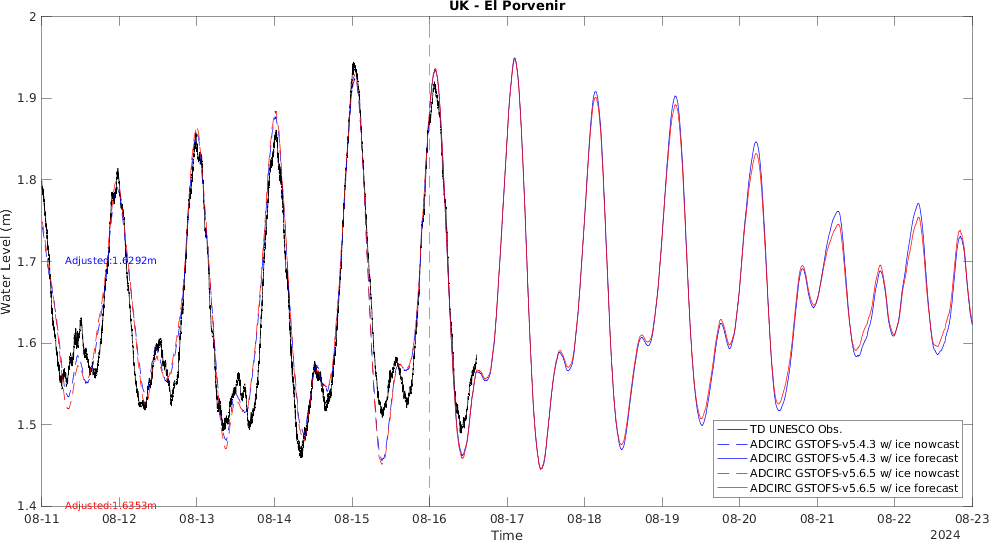 UK - El Porvenir
2
1.9
1.8
1.7
1.6
1.5
1.4
Water Level (m)
Adjusted:1.6292m
Adjusted:1.6353m
TD UNESCO Obs.
ADCIRC GSTOFS-v5.4.3 w/ ice nowcast
ADCIRC GSTOFS-v5.4.3 w/ ice forecast
ADCIRC GSTOFS-v5.6.5 w/ ice nowcast
ADCIRC GSTOFS-v5.6.5 w/ ice forecast
08-11 08-12 08-13 08-14 08-15 08-16 08-17 08-18 08-19 08-20 08-21 08-22 08-23
Time
2024